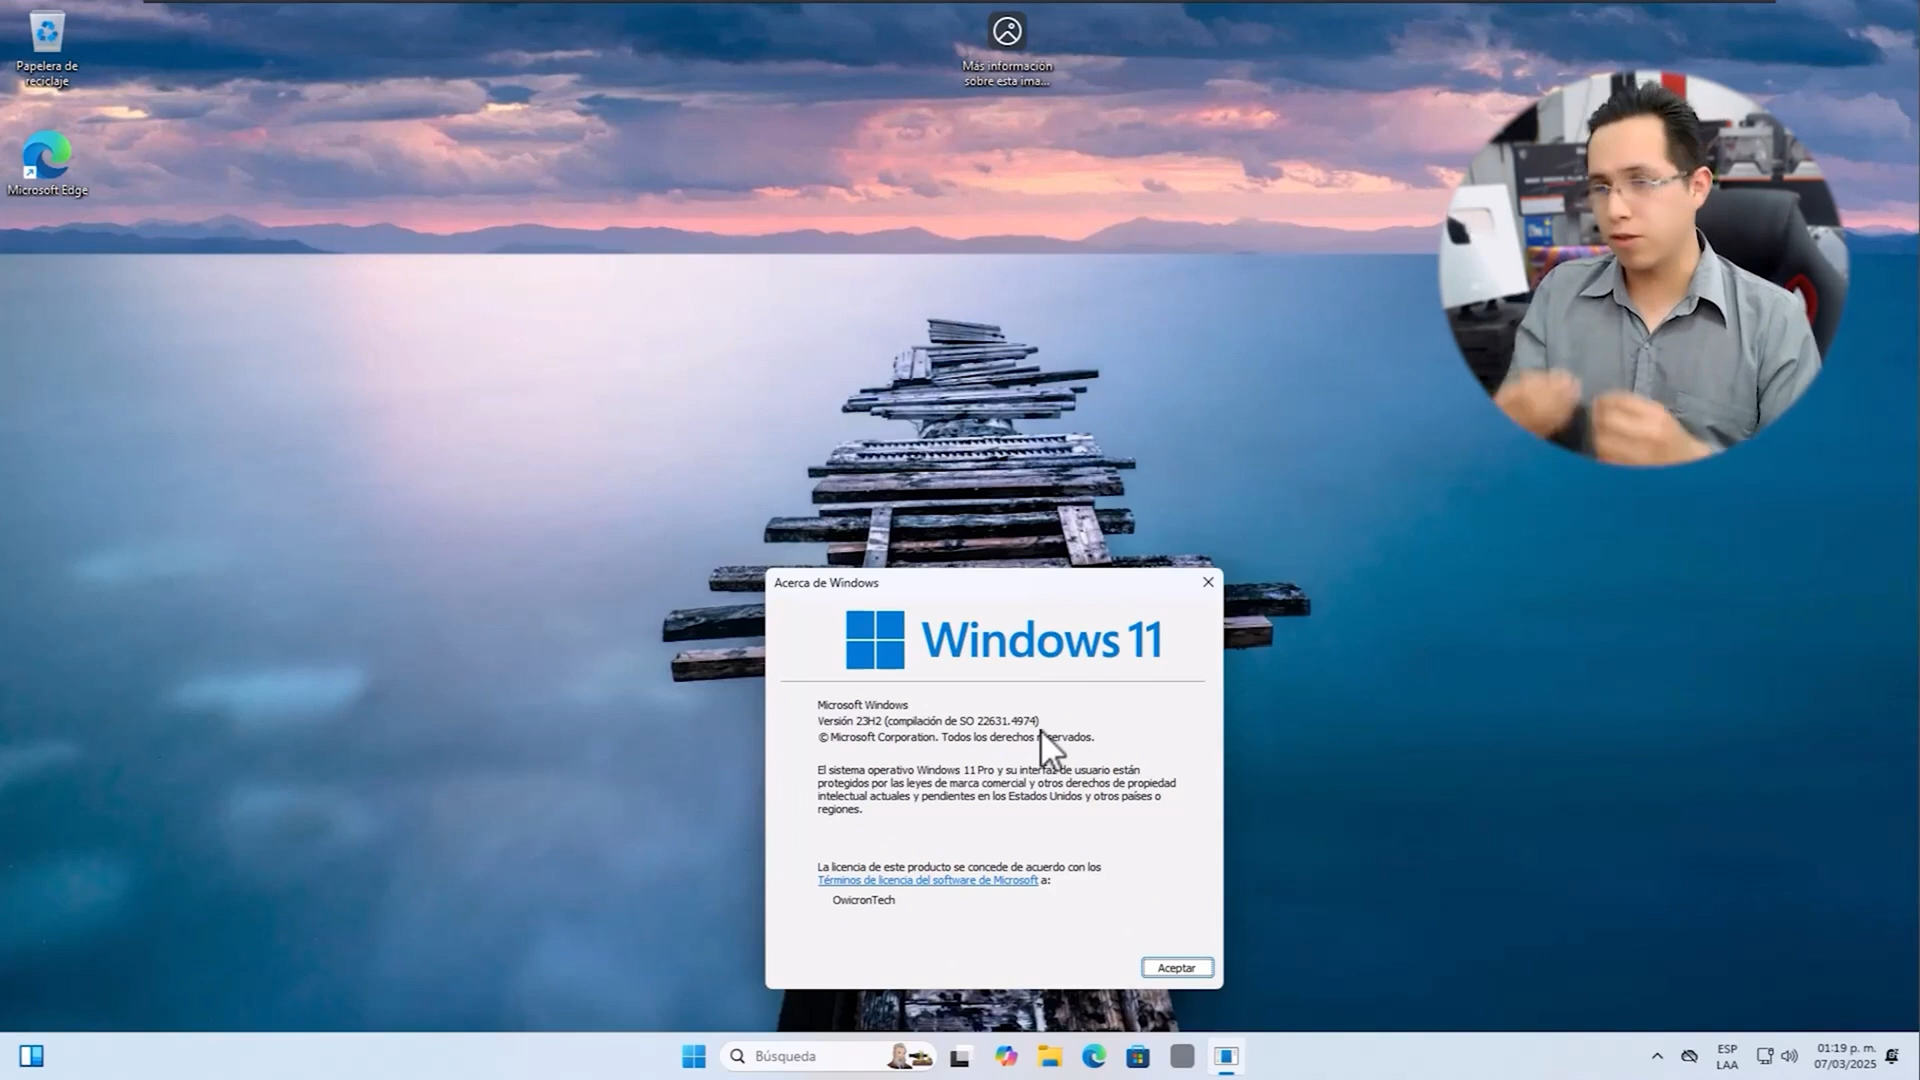 Papelera de
reciclaje
Más información
sobre esta ima...
Microsoft Edge
Acerca de Windows
Windows 11
Microsoft Windows
Versión 23H2 (compilación de SO 22631.4974)
© Microsoft Corporation. Todos los derechos reservados.
El sistema operativo Windows 11 Pro y su interfaz de usuario están
protegidos por las leyes de marca comercial y otros derechos de propiedad
intelectual actuales y pendientes en los Estados Unidos y otros países o
regiones.
La licencia de este producto se concede de acuerdo con los
Términos de licencia del software de Microsoft a:
OwicronTech
Aceptar
Búsqueda
ESP
LAA
01:19 p. m.
07/03/2025